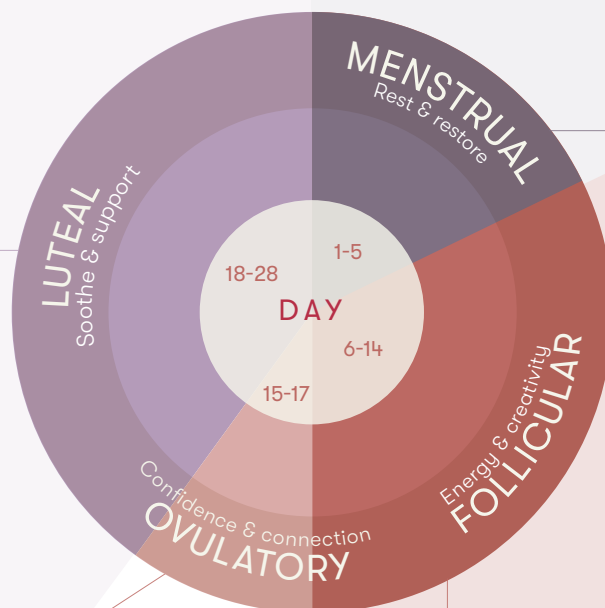 MENSTRUAL
Rest & restore
1-5
LUTEAL
Soothe & support
18-28
DAY
6-14
15-17
Energy & creativity
FOLLICULAR
Confidence & connection
OVULATORY